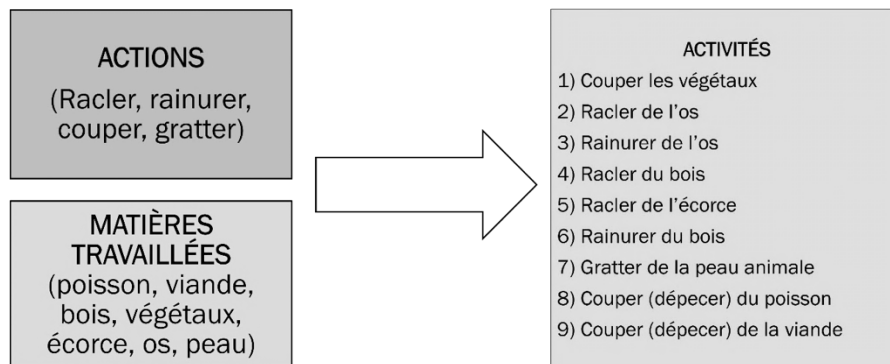 ACTIONS
(Racler, rainurer,
couper, gratter)
MATIÈRES
TRAVAILLÉES
(poisson, viande,
bois, végétaux,
écorce, os, peau)
ACTIVITÉS
1) Couper les végétaux
2) Racler de l'os
3) Rainurer de l'os
4) Racler du bois
5) Racler de l'écorce
6) Rainurer du bois
7) Gratter de la peau animale
8) Couper (dépecer) du poisson
9) Couper (dépecer) de la viande